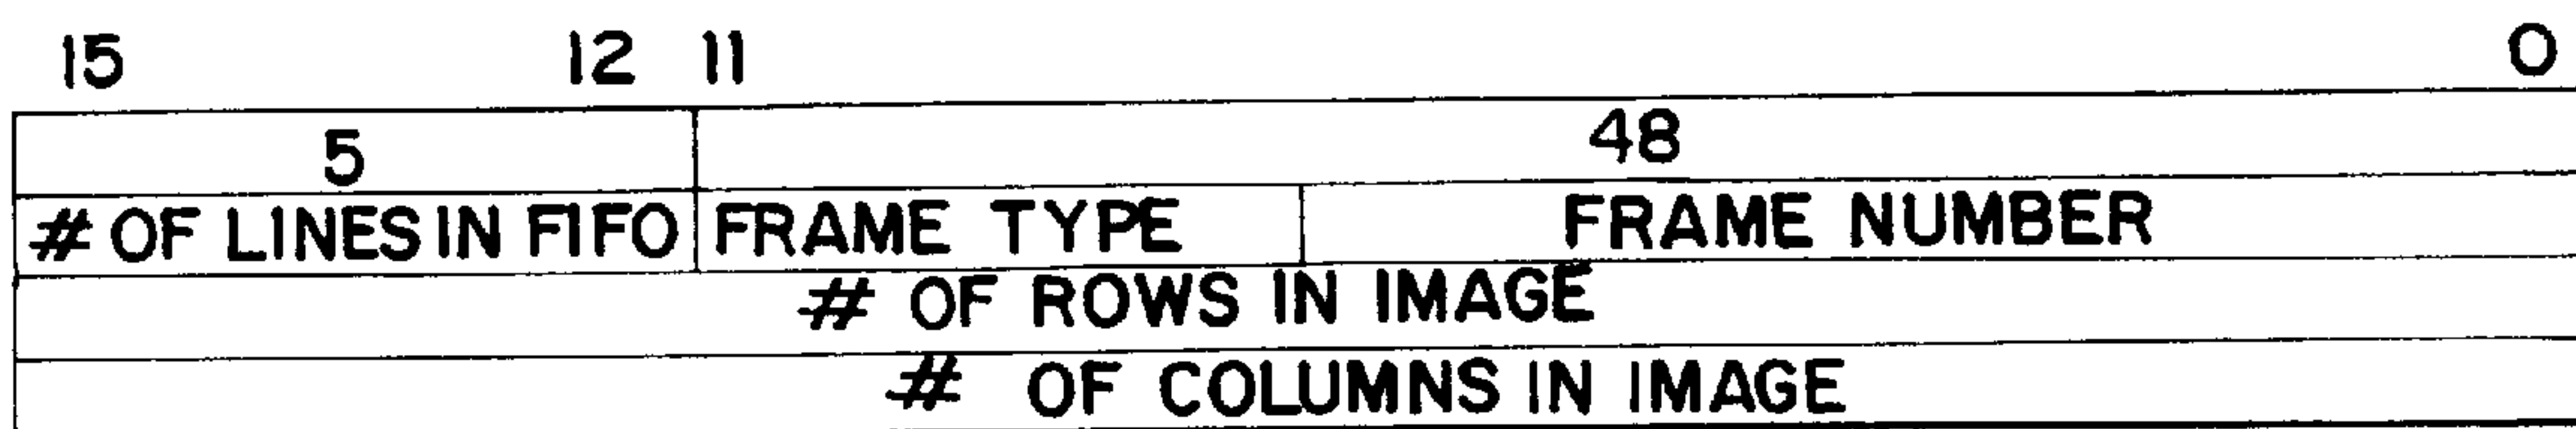 15 12 11 0
5 48
# OF LINES IN FIFO FRAME TYPE FRAME NUMBER
# OF ROWS IN IMAGE
# OF COLUMNS IN IMAGE